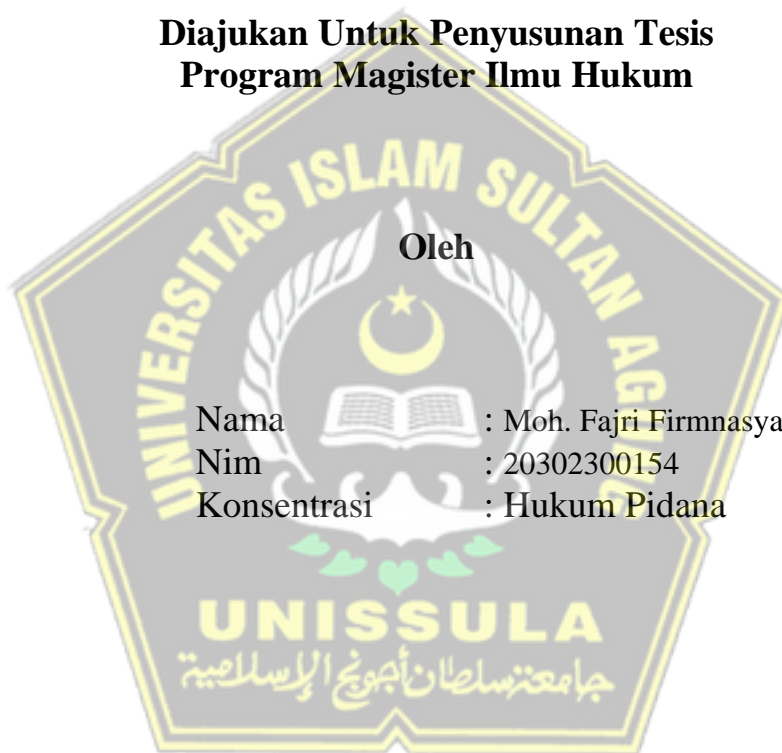 Diajukan Untuk Penyusunan Tesis
Program Magister Ilmu Hukum
UNIVERSITAS ISLAM SULTAN AGUNG
Oleh
Nama : Moh. Fajri Firmnasya
Nim : 20302300154
Konsentrasi : Hukum Pidana
UNISSULA
جامعة سلطان أجونج الإسلامية